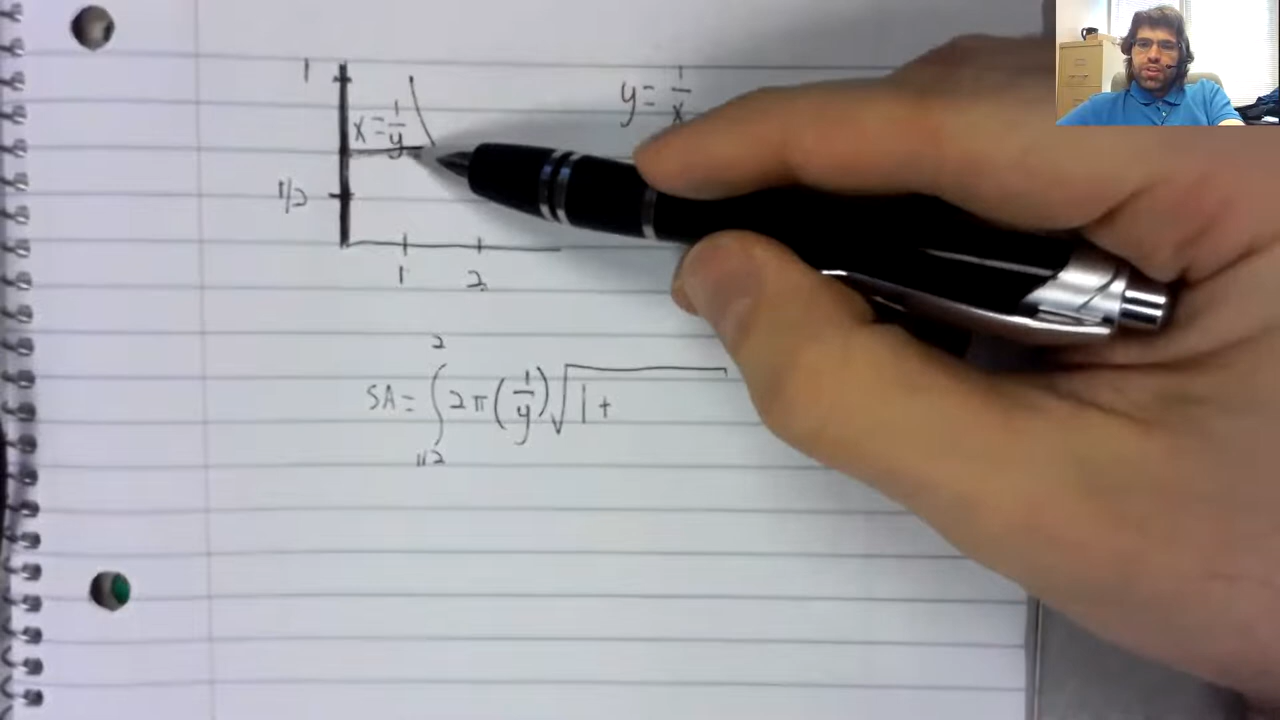 1
x = 1/y
y = 1/x
1/2
1 2
2
SA = ∫ 2π(1/y)√1 +
1/2